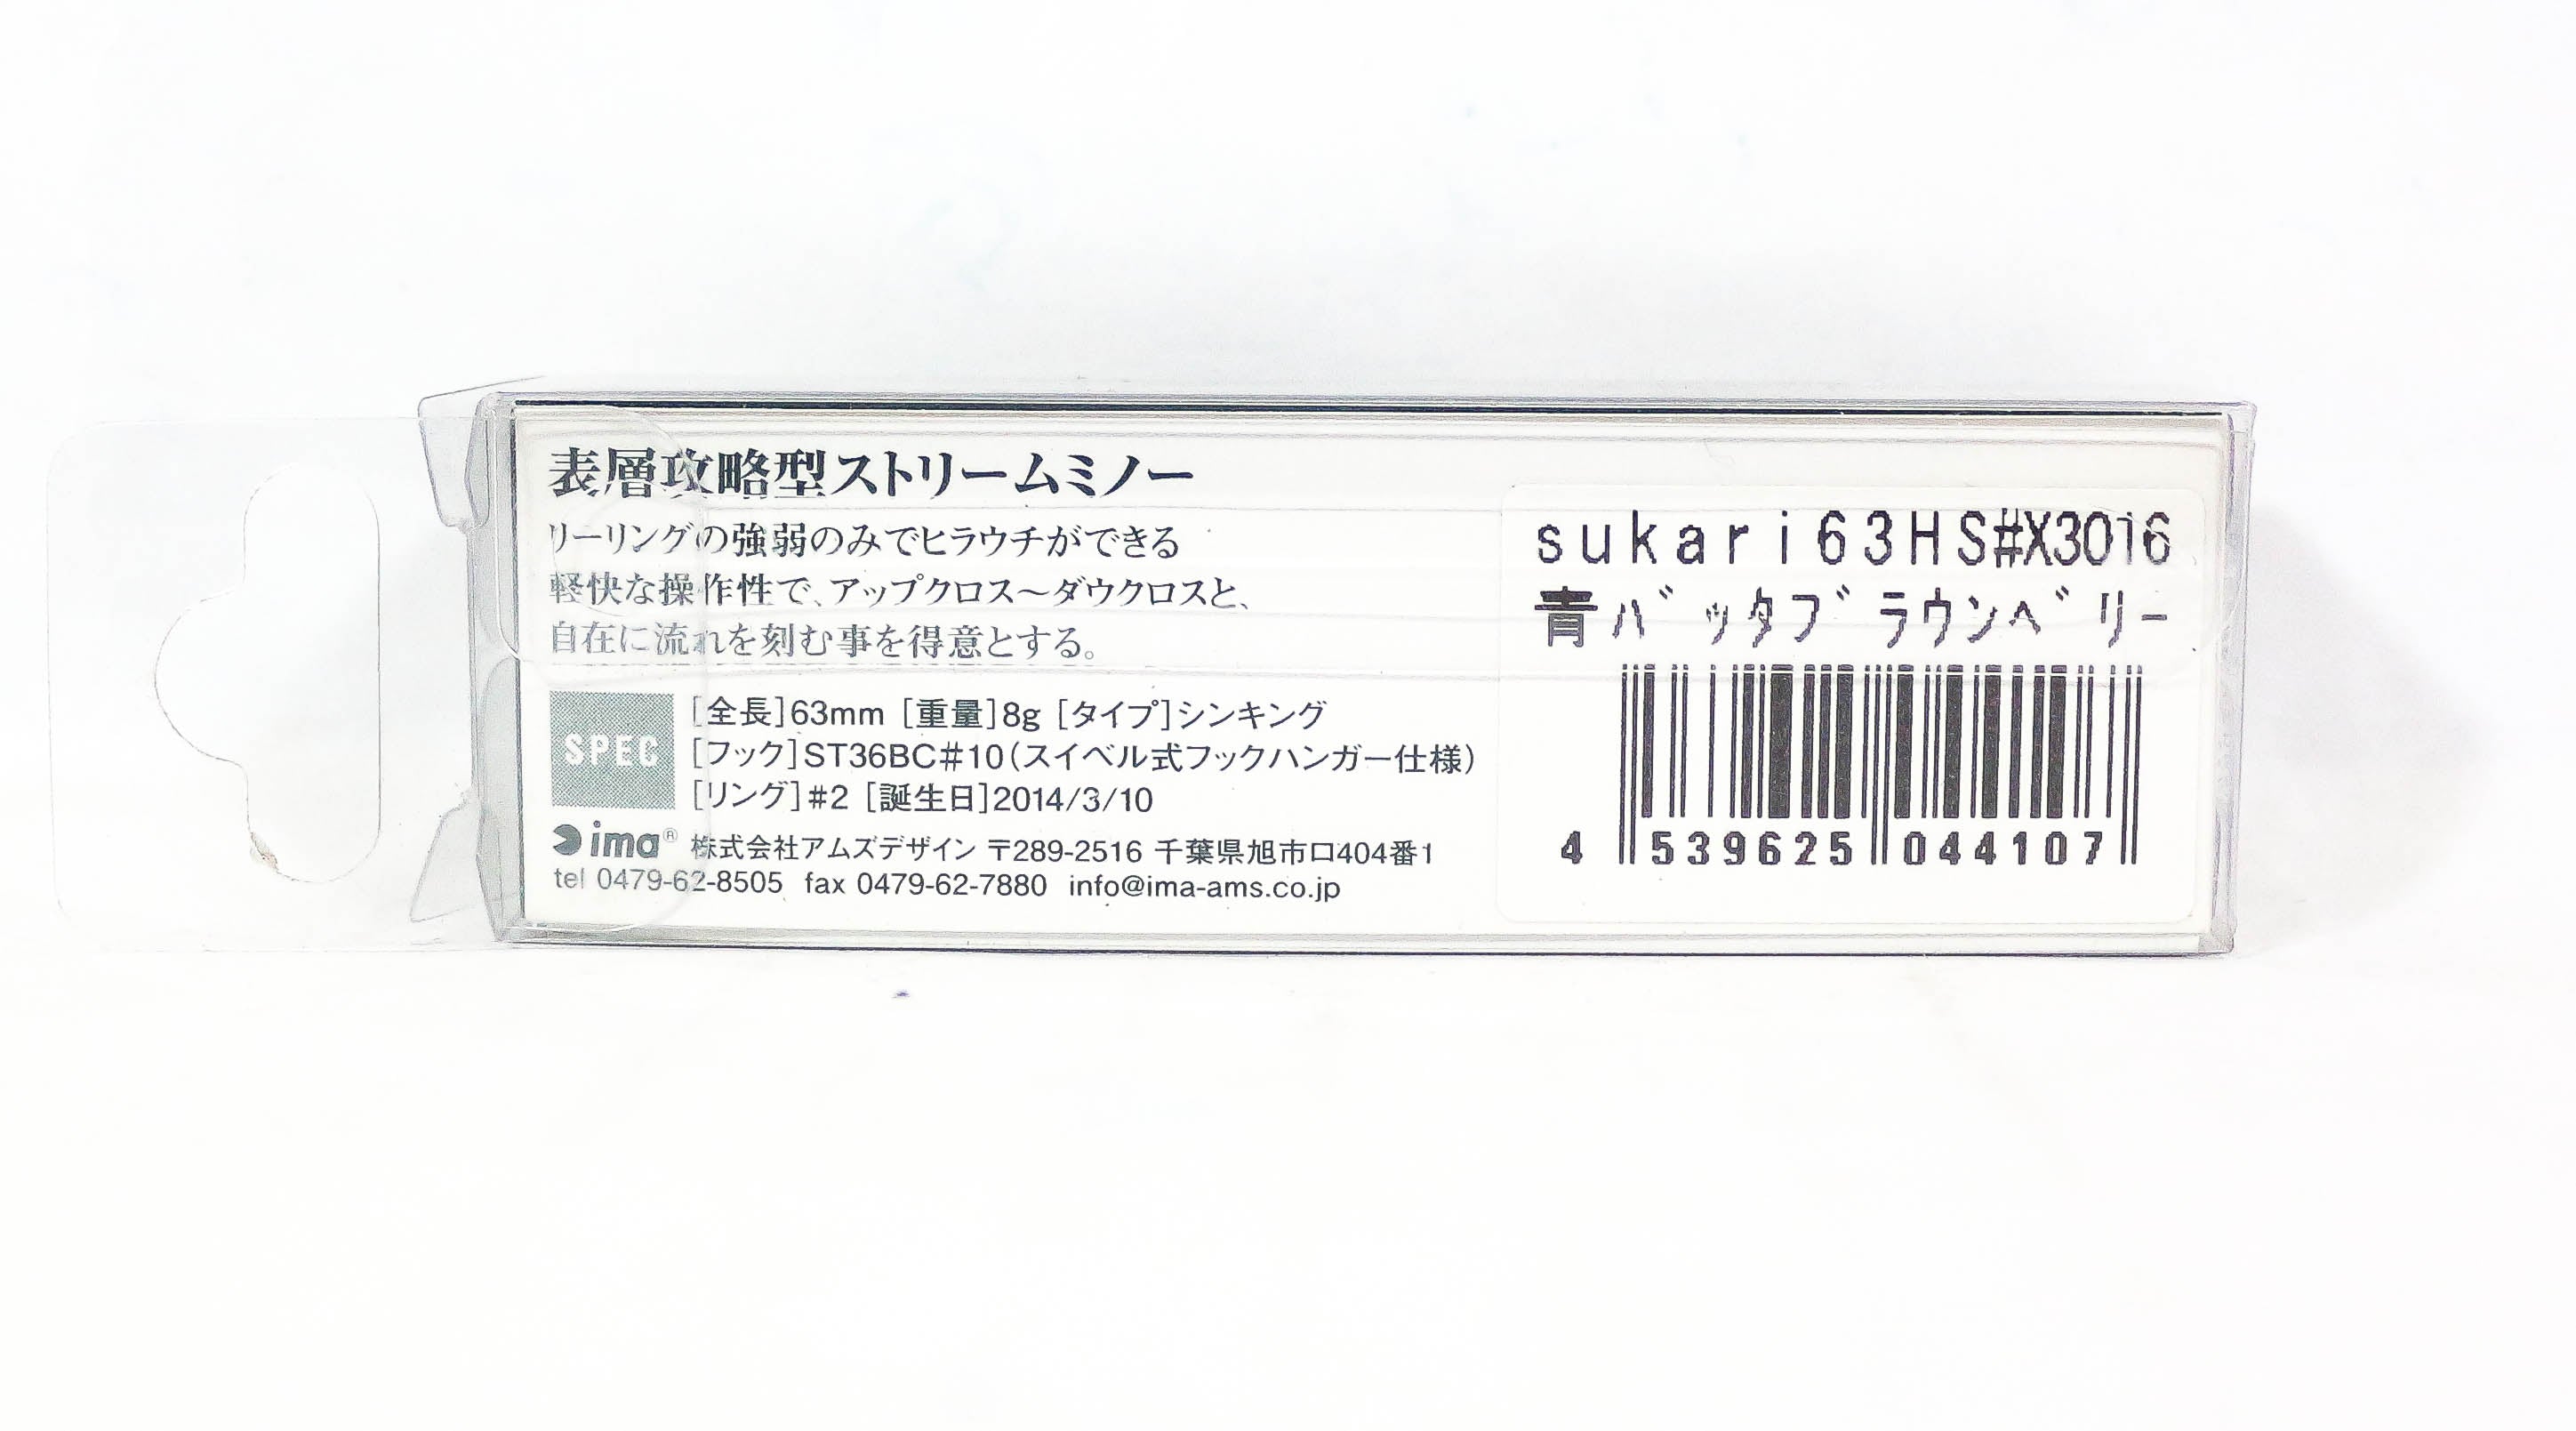 表層攻略型ストリームミノー
リーリングの強弱のみでヒラウチができる
軽快な操作性で、アップクロス〜ダウクロスと、
自在に流れを刻む事を得意とする。
SPEC
[全長]63mm [重量]8g [タイプ]シンキング
[フック]ST36BC#10(スイベル式フックハンガー仕様)
[リング]#2 [誕生日]2014/3/10
ima® 株式会社アムズデザイン 〒289-2516 千葉県旭市ロ404番1
tel 0479-62-8505 fax 0479-62-7880 info@ima-ams.co.jp
sukari63HS#X3016
青バッタブラウンベリー
4 539625 044107